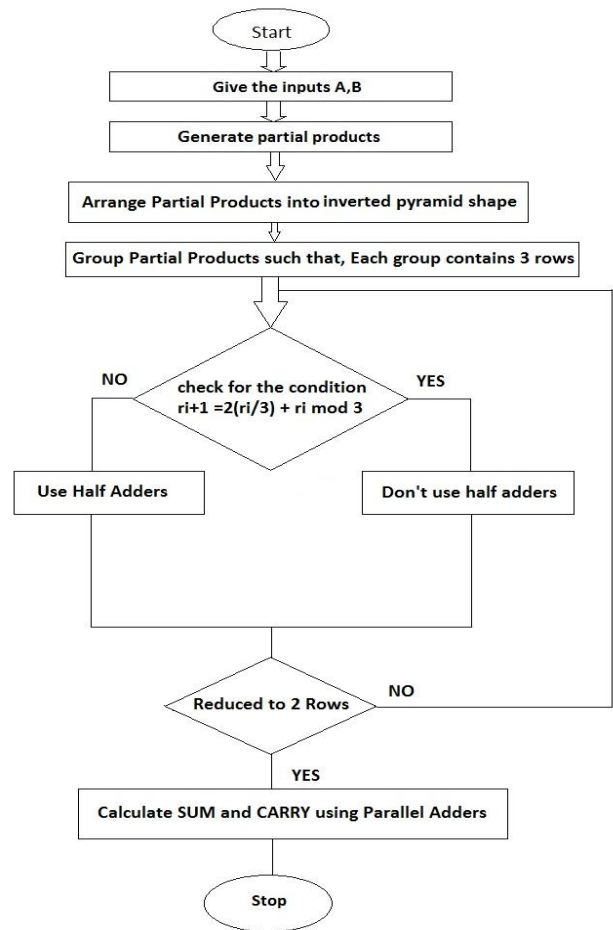 Start
Give the inputs A,B
Generate partial products
Arrange Partial Products into inverted pyramid shape
Group Partial Products such that, Each group contains 3 rows
NO
YES
check for the condition
ri+1 =2(ri/3) + ri mod 3
Use Half Adders
Don't use half adders
Reduced to 2 Rows
NO
YES
Calculate SUM and CARRY using Parallel Adders
Stop